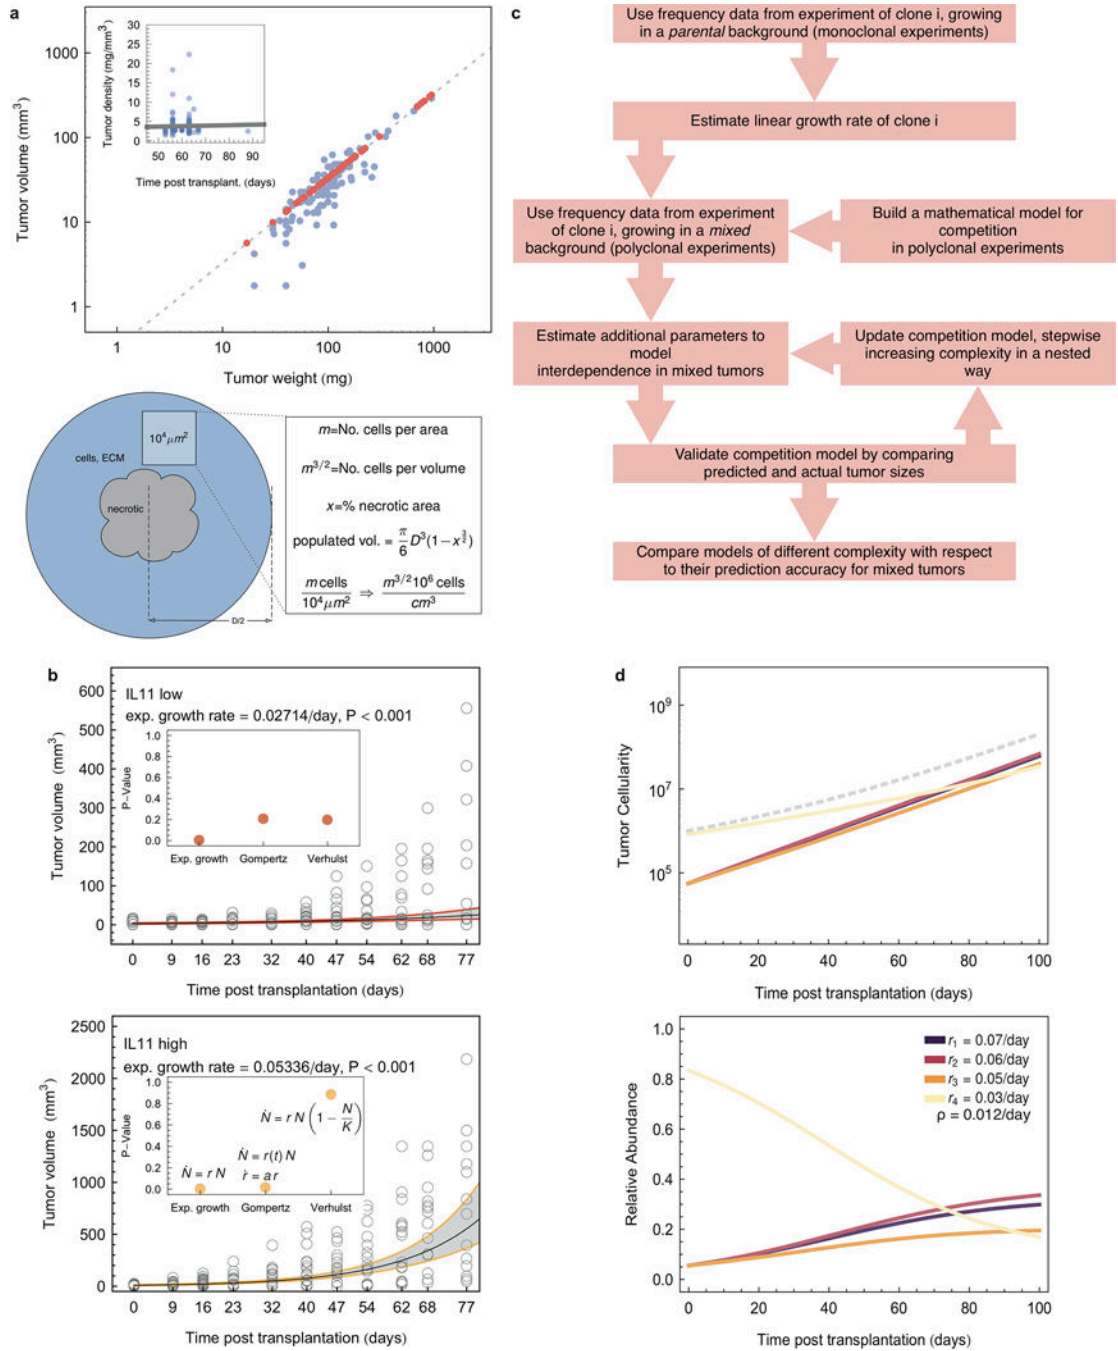 a
1000
100
10
1
Tumor volume (mm³)
1
10
100
1000
Tumor weight (mg)
30
25
20
15
10
5
0
Tumor density (mg/mm³)
50 60 70 80 90
Time post transplant. (days)
10⁴ μm²
cells, ECM
necrotic
D/2
m=No. cells per area
m^{3/2}=No. cells per volume
x=% necrotic area
populated vol. = π/6 D³(1−x^{3/2})
m cells/10⁴ μm² ⇒ m^{3/2}10⁶ cells/cm³
c
Use frequency data from experiment of clone i, growing
in a parental background (monoclonal experiments)
Estimate linear growth rate of clone i
Use frequency data from experiment
of clone i, growing in a mixed
background (polyclonal experiments)
Build a mathematical model for
competition
in polyclonal experiments
Estimate additional parameters to
model
interdependence in mixed tumors
Update competition model, stepwise
increasing complexity in a nested
way
Validate competition model by comparing
predicted and actual tumor sizes
Compare models of different complexity with respect
to their prediction accuracy for mixed tumors
b
IL11 low
exp. growth rate = 0.02714/day, P < 0.001
600
500
400
300
200
100
0
Tumor volume (mm³)
1.0
0.8
0.6
0.4
0.2
0.0
P−Value
Exp. growth Gompertz Verhulst
0 9 16 23 32 40 47 54 62 68 77
Time post transplantation (days)
IL11 high
exp. growth rate = 0.05336/day, P < 0.001
2500
2000
1500
1000
500
0
Tumor volume (mm³)
1.0
0.8
0.6
0.4
0.2
0.0
P−Value
Ṅ = r N (1 − N/K)
Ṅ = r(t) N
Ṅ = r N
ṙ = a r
Exp. growth Gompertz Verhulst
0 9 16 23 32 40 47 54 62 68 77
Time post transplantation (days)
d
10⁹
10⁷
10⁵
Tumor Cellularity
0 20 40 60 80 100
Time post transplantation (days)
1.0
0.8
0.6
0.4
0.2
0.0
Relative Abundance
r₁ = 0.07/day
r₂ = 0.06/day
r₃ = 0.05/day
r₄ = 0.03/day
ρ = 0.012/day
0 20 40 60 80 100
Time post transplantation (days)